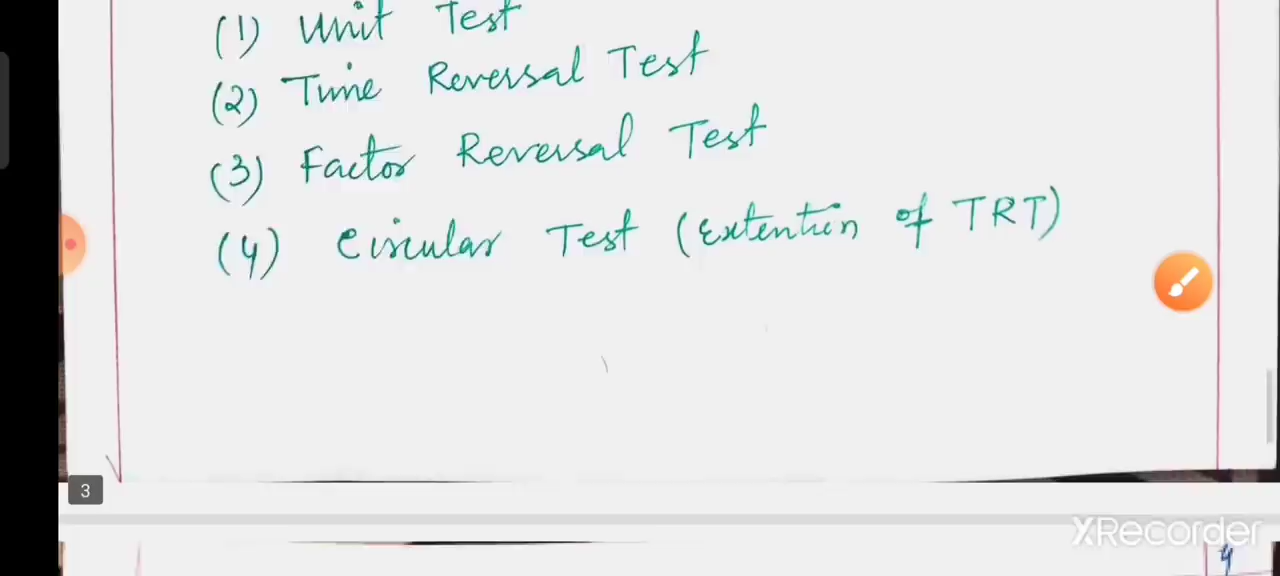 (1) Unit Test
(2) Time Reversal Test
(3) Factor Reversal Test
(4) Circular Test (Extention of TRT)
3
XRecorder
4